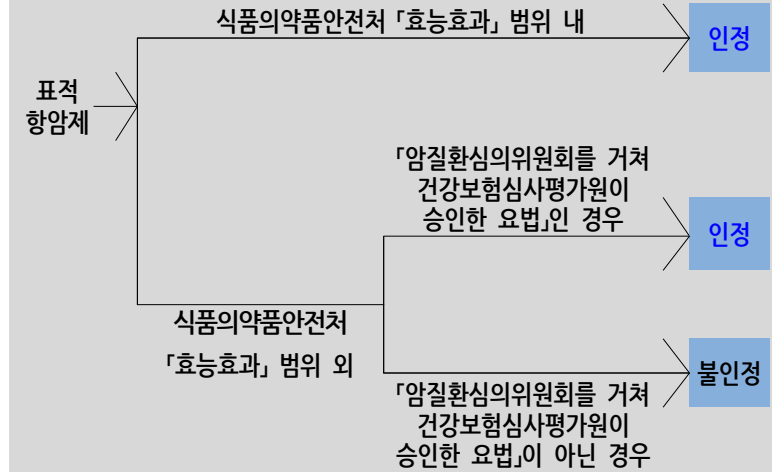 식품의약품안전처 「효능효과」 범위 내
인정
표적
항암제
「암질환심의위원회를 거쳐
건강보험심사평가원이
승인한 요법」인 경우
인정
식품의약품안전처
「효능효과」 범위 외
불인정
「암질환심의위원회를 거쳐
건강보험심사평가원이
승인한 요법」이 아닌 경우